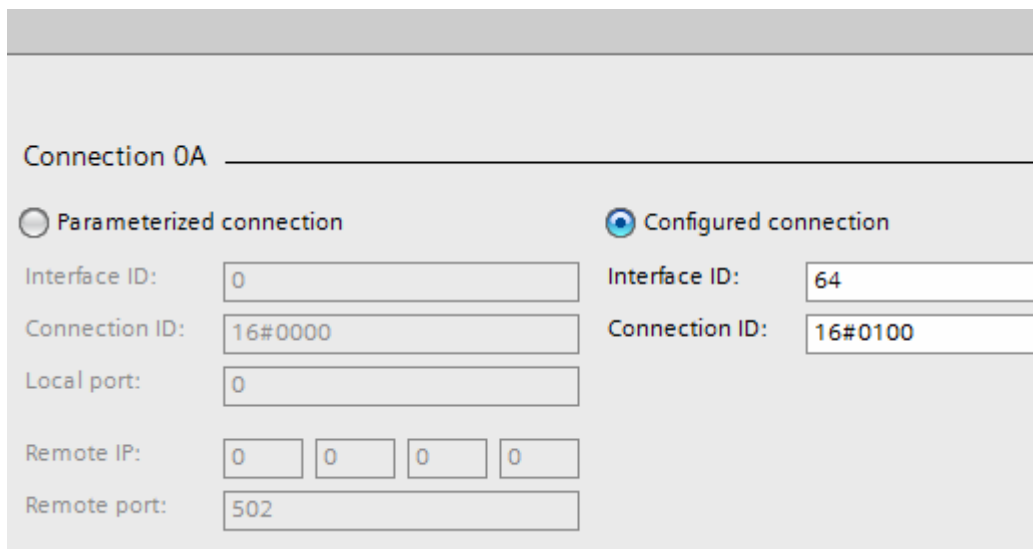 Connection 0A
Parameterized connection
Interface ID: 0
Connection ID: 16#0000
Local port: 0
Remote IP: 0 0 0 0
Remote port: 502
Configured connection
Interface ID: 64
Connection ID: 16#0100